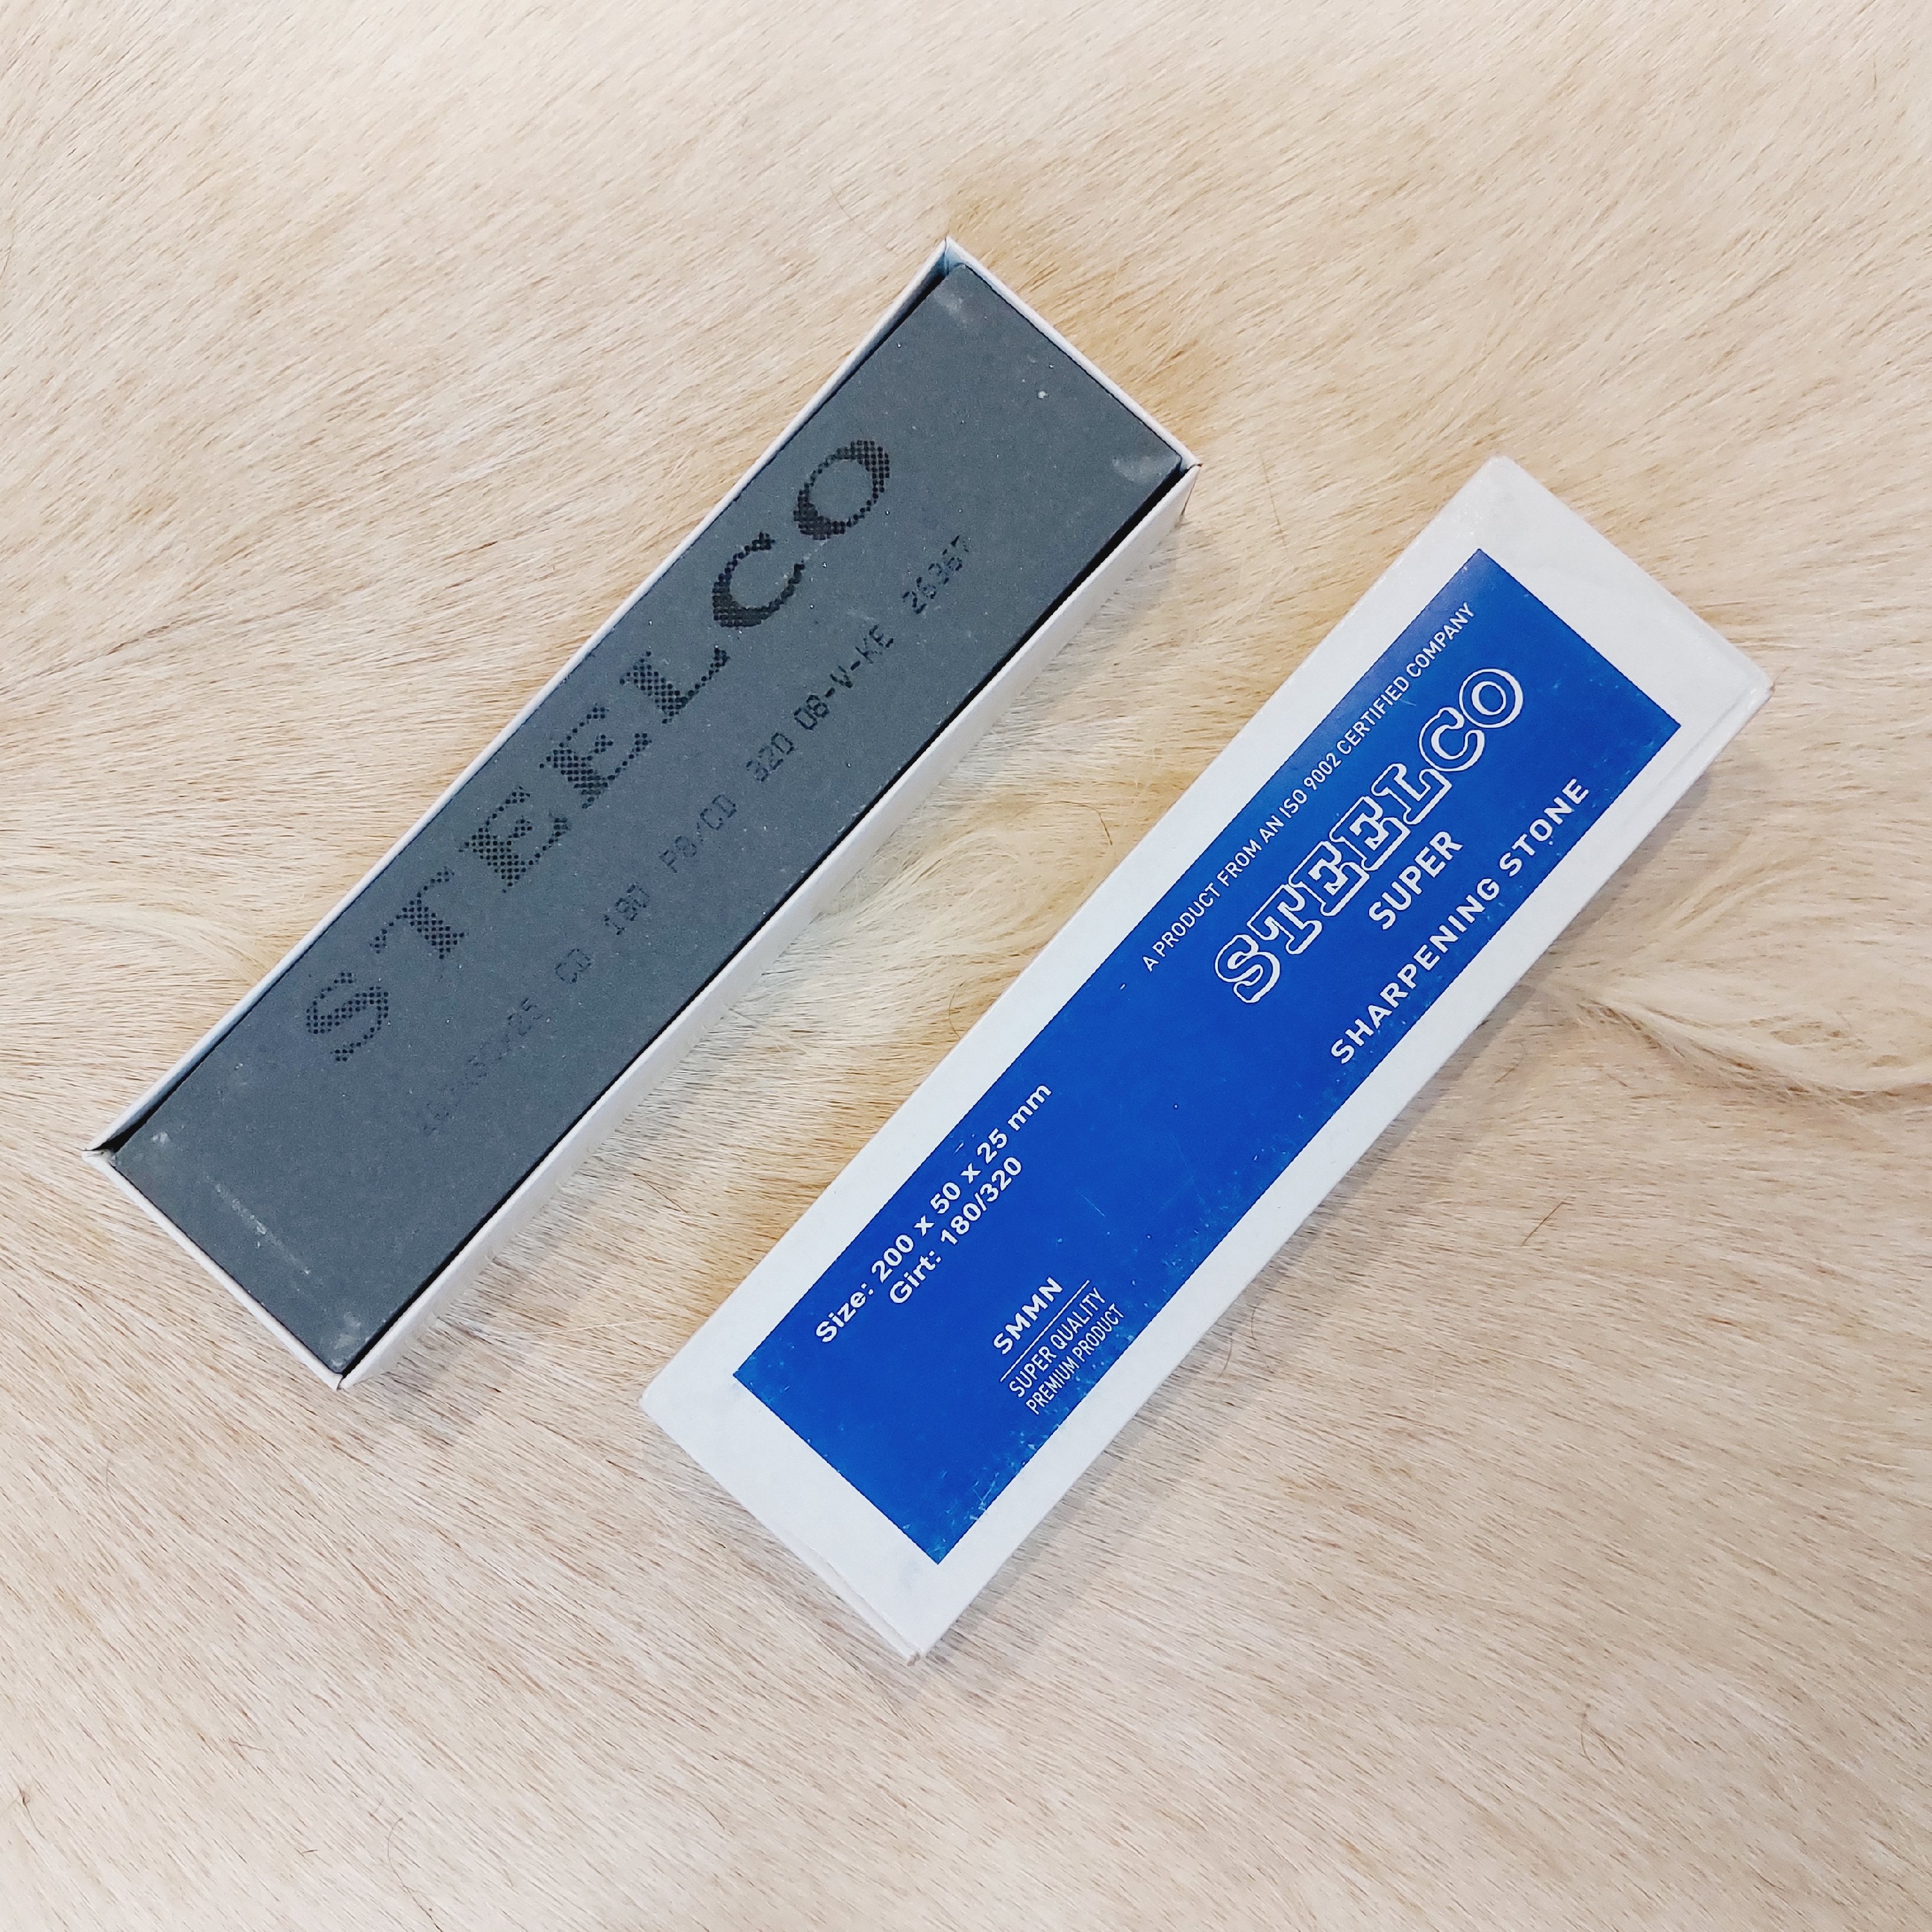 STEELCO
CD 180 P8/CD 320 O8-V-KE 26367
A PRODUCT FROM AN ISO 9002 CERTIFIED COMPANY
STEELCO
SUPER
SHARPENING STONE
Size: 200 x 50 x 25 mm
Girt: 180/320
SMMN
SUPER QUALITY
PREMIUM PRODUCT